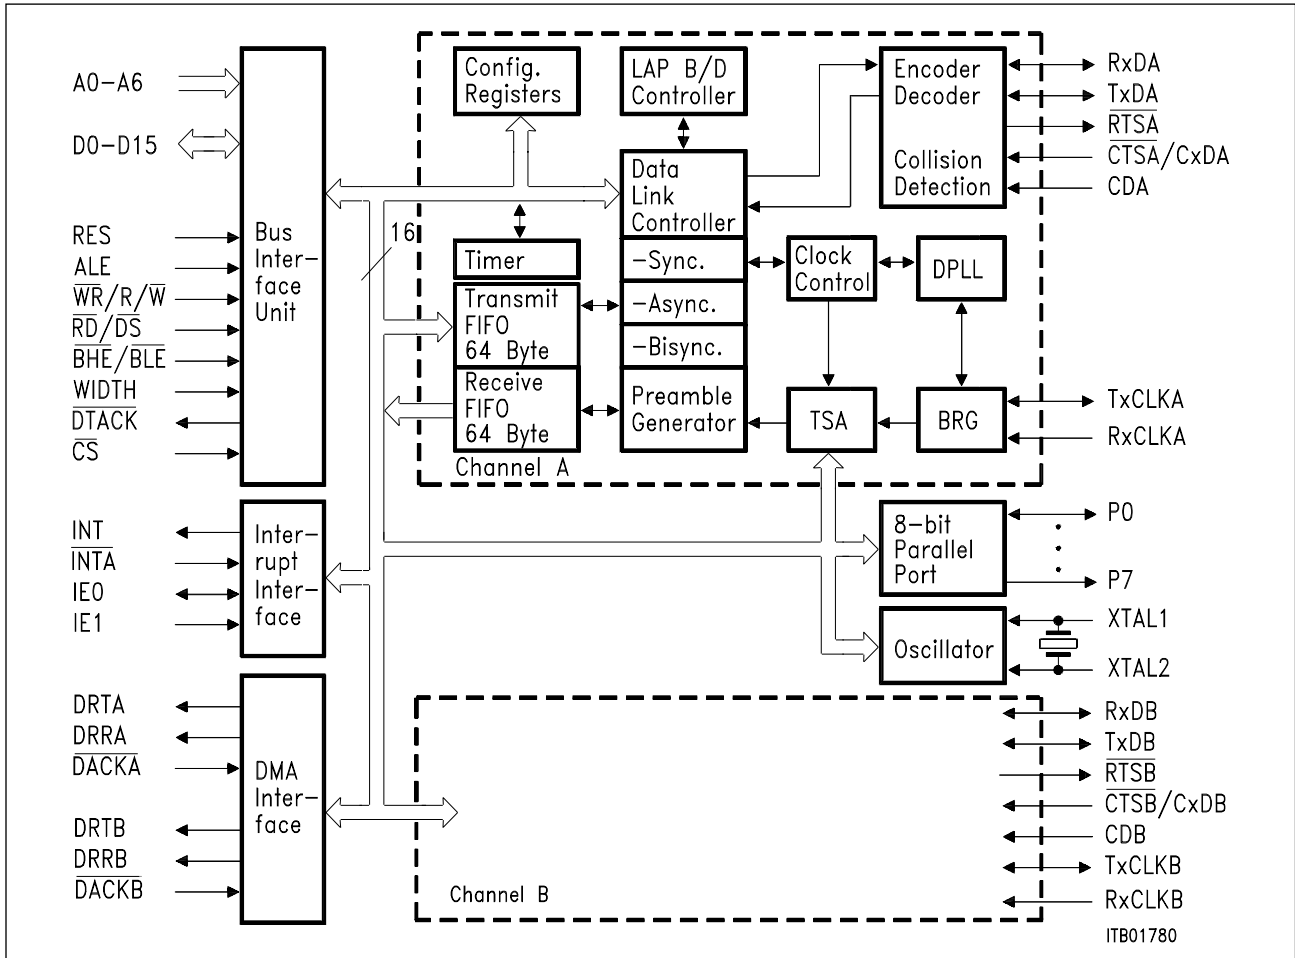 A0-A6
D0-D15
RES
ALE
WR/R/W
RD/DS
BHE/BLE
WIDTH
DTACK
CS
Bus
Inter-
face
Unit
16
Config.
Registers
LAP B/D
Controller
Data
Link
Controller
-Sync.
-Async.
-Bisync.
Preamble
Generator
Timer
Transmit
FIFO
64 Byte
Receive
FIFO
64 Byte
Channel A
Encoder
Decoder
Collision
Detection
Clock
Control
DPLL
TSA
BRG
RxDA
TxDA
RTSA
CTSA/CxDA
CDA
TxCLKA
RxCLKA
INT
INTA
IE0
IE1
Inter-
rupt
Inter-
face
8-bit
Parallel
Port
P0
P7
Oscillator
XTAL1
XTAL2
DRTA
DRRA
DACKA
DRTB
DRRB
DACKB
DMA
Inter-
face
Channel B
RxDB
TxDB
RTSB
CTSB/CxDB
CDB
TxCLKB
RxCLKB
ITB01780